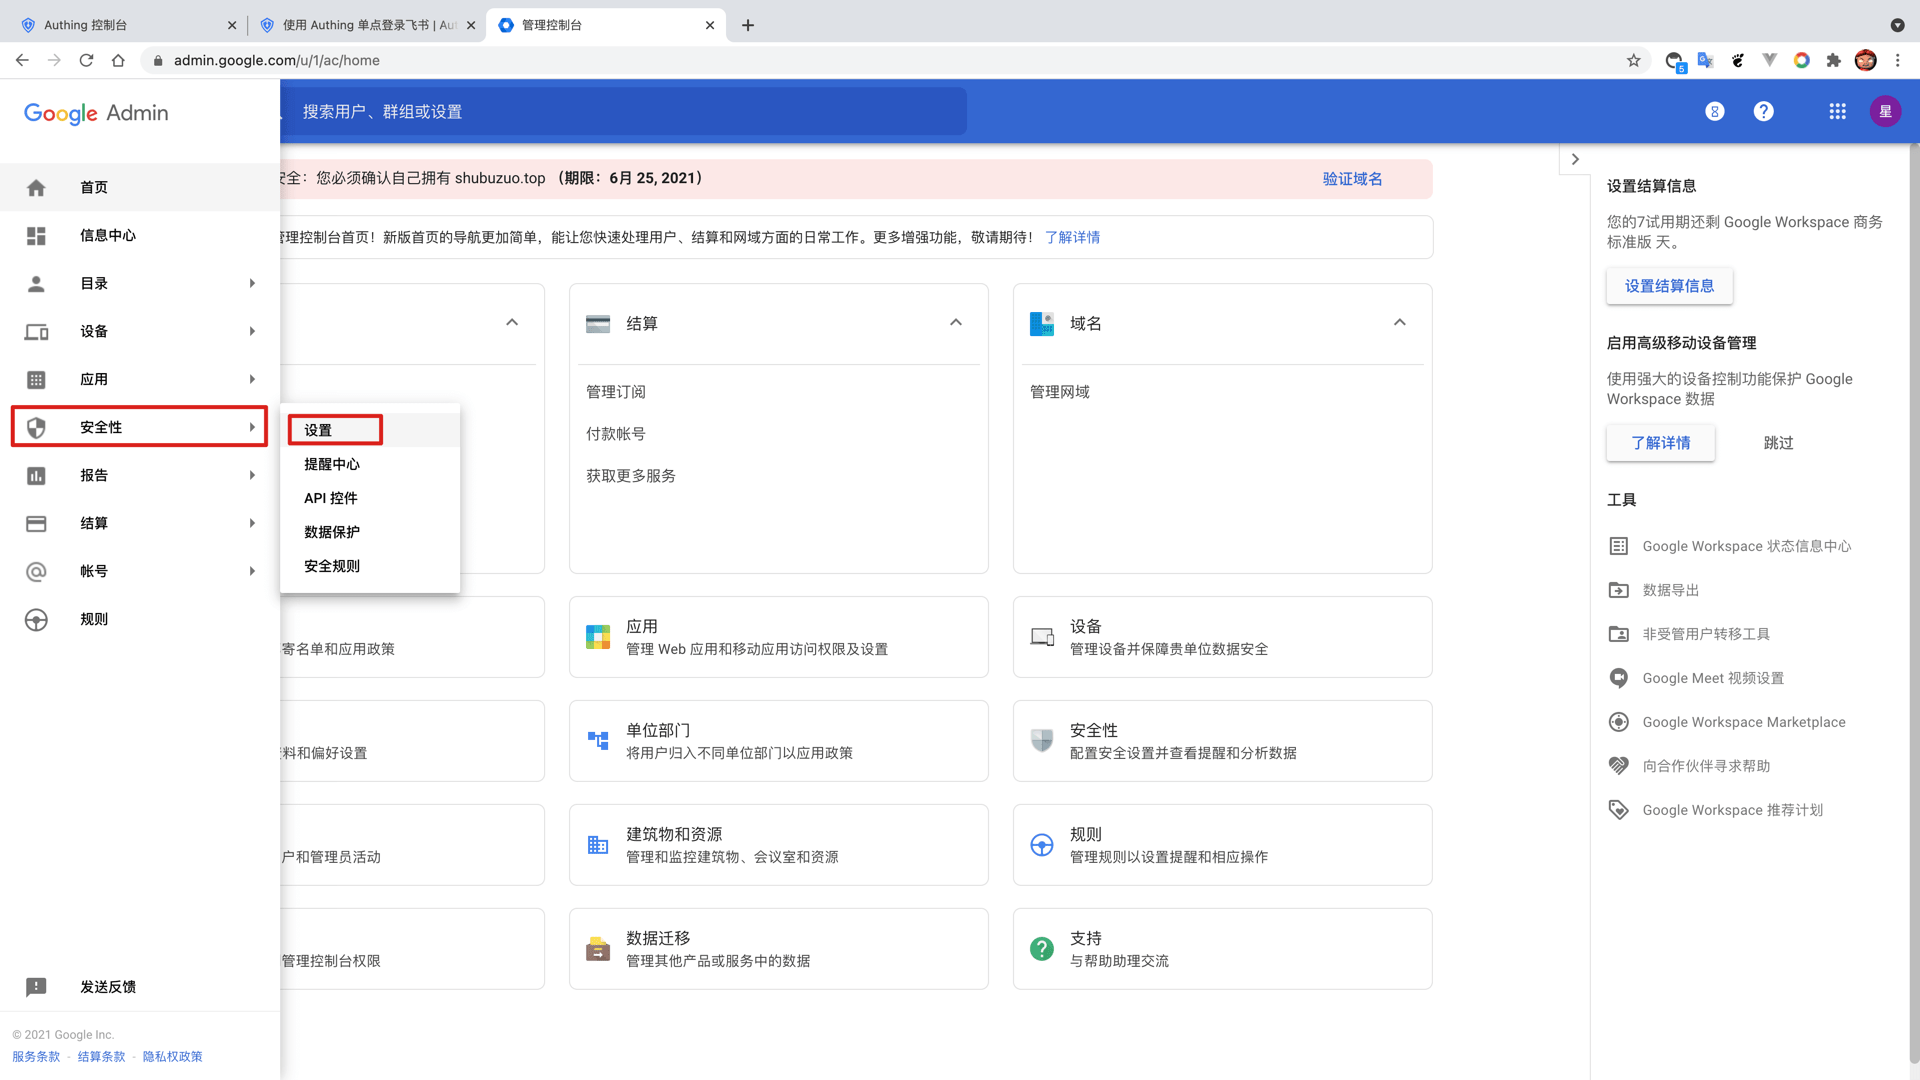 Authing 控制台
使用 Authing 单点登录飞书 | Aut
管理控制台
admin.google.com/u/1/ac/home
5
Google Admin
搜索用户、群组或设置
星
首页
信息中心
目录
设备
应用
安全性
报告
结算
帐号
规则
发送反馈
© 2021 Google Inc.
服务条款 - 结算条款 - 隐私权政策
设置
提醒中心
API 控件
数据保护
安全规则
安全：您必须确认自己拥有 shubuzuo.top （期限：6月 25, 2021）
验证域名
管理控制台首页！新版首页的导航更加简单，能让您快速处理用户、结算和网域方面的日常工作。更多增强功能，敬请期待！ 了解详情
结算
管理订阅
付款帐号
获取更多服务
域名
管理网域
寄名单和应用政策
应用
管理 Web 应用和移动应用访问权限及设置
设备
管理设备并保障贵单位数据安全
料和偏好设置
单位部门
将用户归入不同单位部门以应用政策
安全性
配置安全设置并查看提醒和分析数据
户和管理员活动
建筑物和资源
管理和监控建筑物、会议室和资源
规则
管理规则以设置提醒和相应操作
管理控制台权限
数据迁移
管理其他产品或服务中的数据
支持
与帮助助理交流
设置结算信息
您的7试用期还剩 Google Workspace 商务
标准版 天。
设置结算信息
启用高级移动设备管理
使用强大的设备控制功能保护 Google
Workspace 数据
了解详情
跳过
工具
Google Workspace 状态信息中心
数据导出
非受管用户转移工具
Google Meet 视频设置
Google Workspace Marketplace
向合作伙伴寻求帮助
Google Workspace 推荐计划